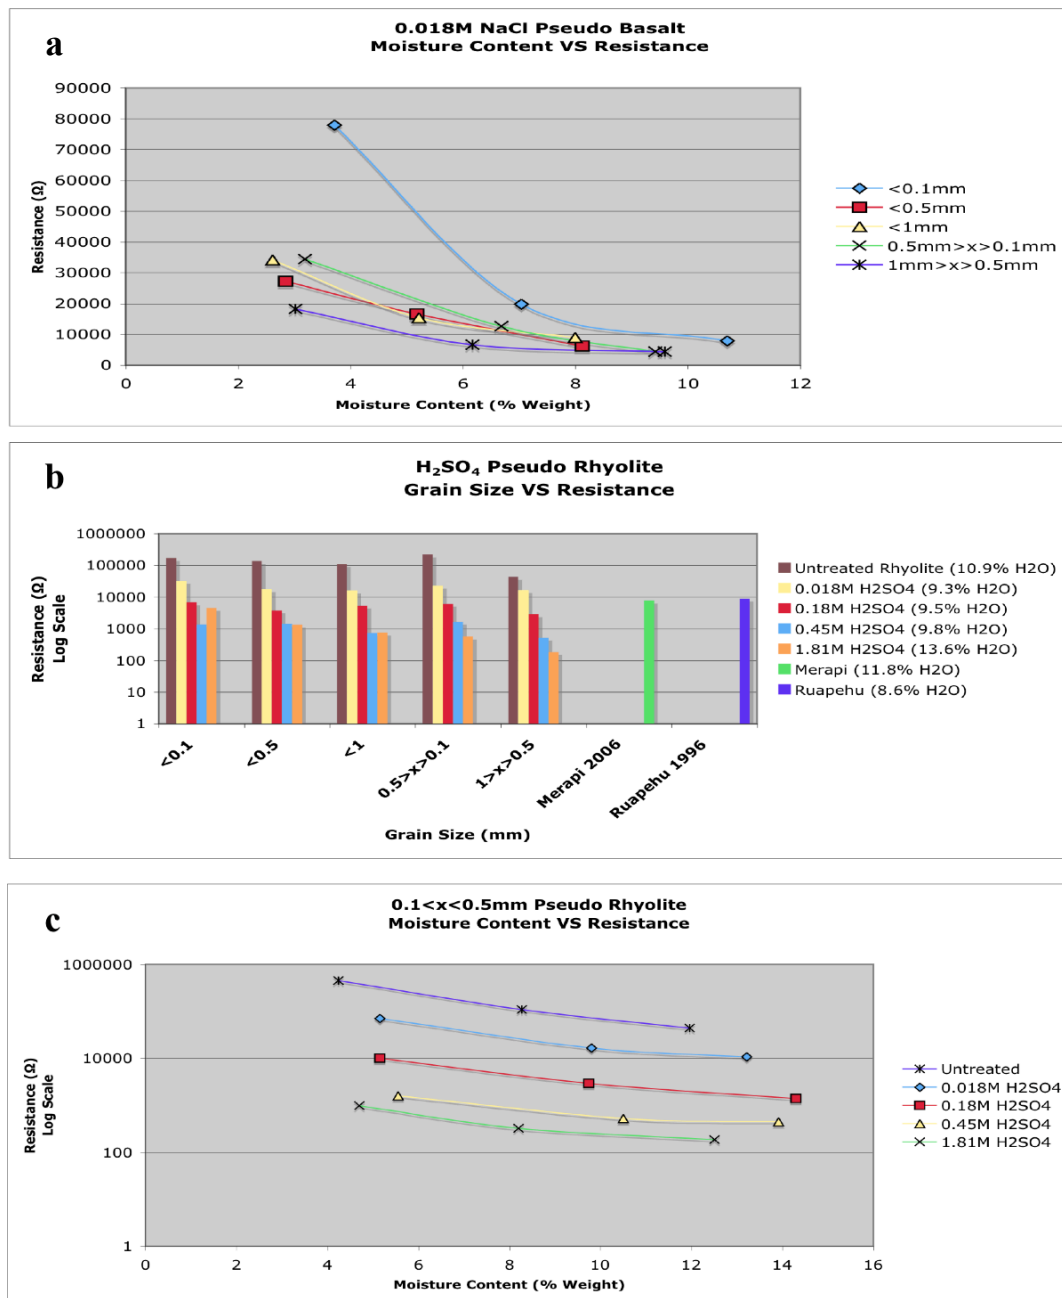 a
0.018M NaCl Pseudo Basalt
Moisture Content VS Resistance
90000
80000
70000
60000
50000
40000
30000
20000
10000
0
Resistance (Ω)
0 2 4 6 8 10 12
Moisture Content (% Weight)
<0.1mm
<0.5mm
<1mm
0.5mm>x>0.1mm
1mm>x>0.5mm
b
H₂SO₄ Pseudo Rhyolite
Grain Size VS Resistance
1000000
100000
10000
1000
100
10
1
Resistance (Ω)
Log Scale
<0.1
<0.5
<1
0.5>x>0.1
1>x>0.5
Merapi 2006
Ruapehu 1996
Grain Size (mm)
Untreated Rhyolite (10.9% H2O)
0.018M H2SO4 (9.3% H2O)
0.18M H2SO4 (9.5% H2O)
0.45M H2SO4 (9.8% H2O)
1.81M H2SO4 (13.6% H2O)
Merapi (11.8% H2O)
Ruapehu (8.6% H2O)
c
0.1<x<0.5mm Pseudo Rhyolite
Moisture Content VS Resistance
1000000
10000
100
1
Resistance (Ω)
Log Scale
0 2 4 6 8 10 12 14 16
Moisture Content (% Weight)
Untreated
0.018M H2SO4
0.18M H2SO4
0.45M H2SO4
1.81M H2SO4